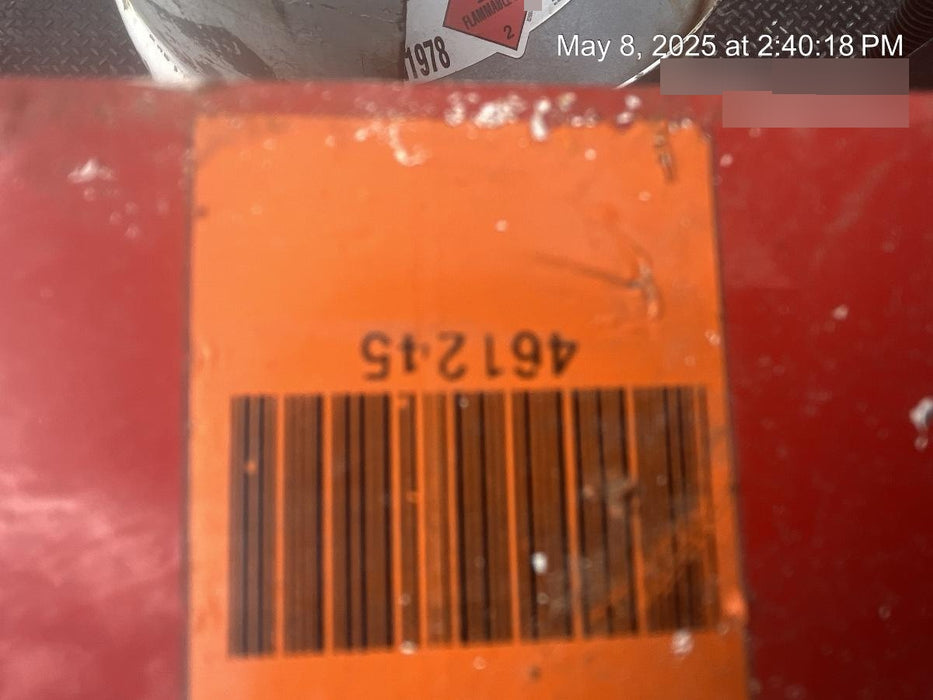 FLAMMABLE
2
1978
May 8, 2025 at 2:40:18 PM
461245